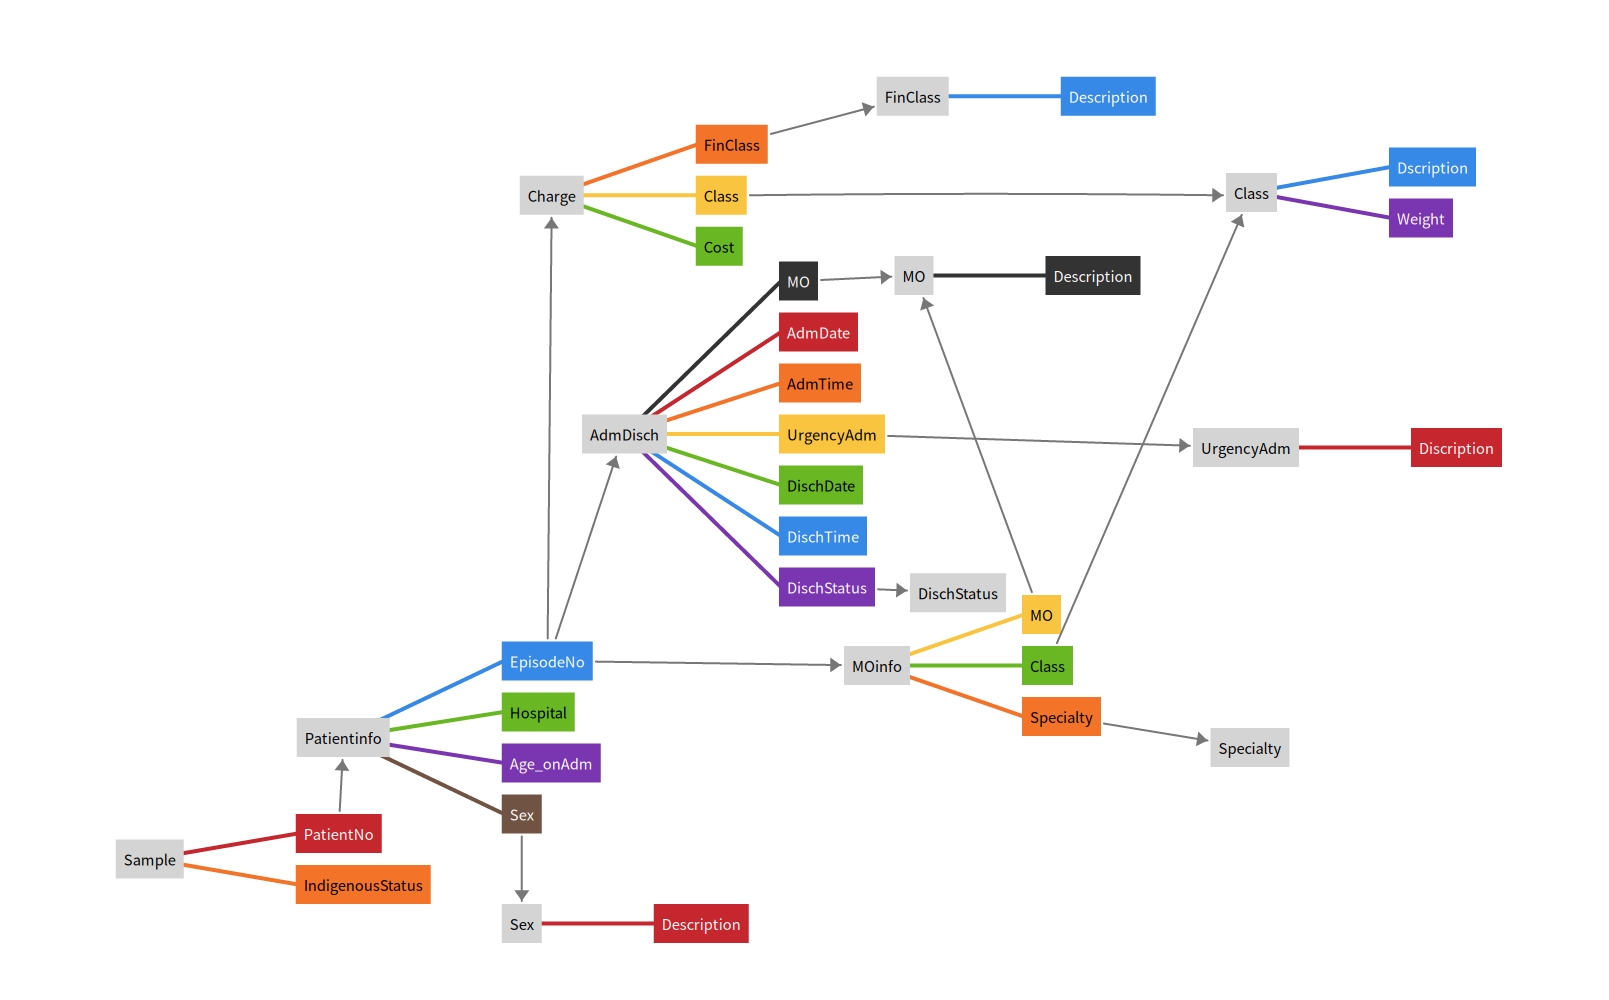 FinClass
Description
FinClass
Charge
Class
Cost
Class
Dscription
Weight
MO
MO
Description
AdmDate
AdmTime
AdmDisch
UrgencyAdm
UrgencyAdm
Discription
DischDate
DischTime
DischStatus
DischStatus
MO
EpisodeNo
MOinfo
Class
Hospital
Specialty
Patientinfo
Specialty
Age_onAdm
Sex
PatientNo
Sample
IndigenousStatus
Sex
Description